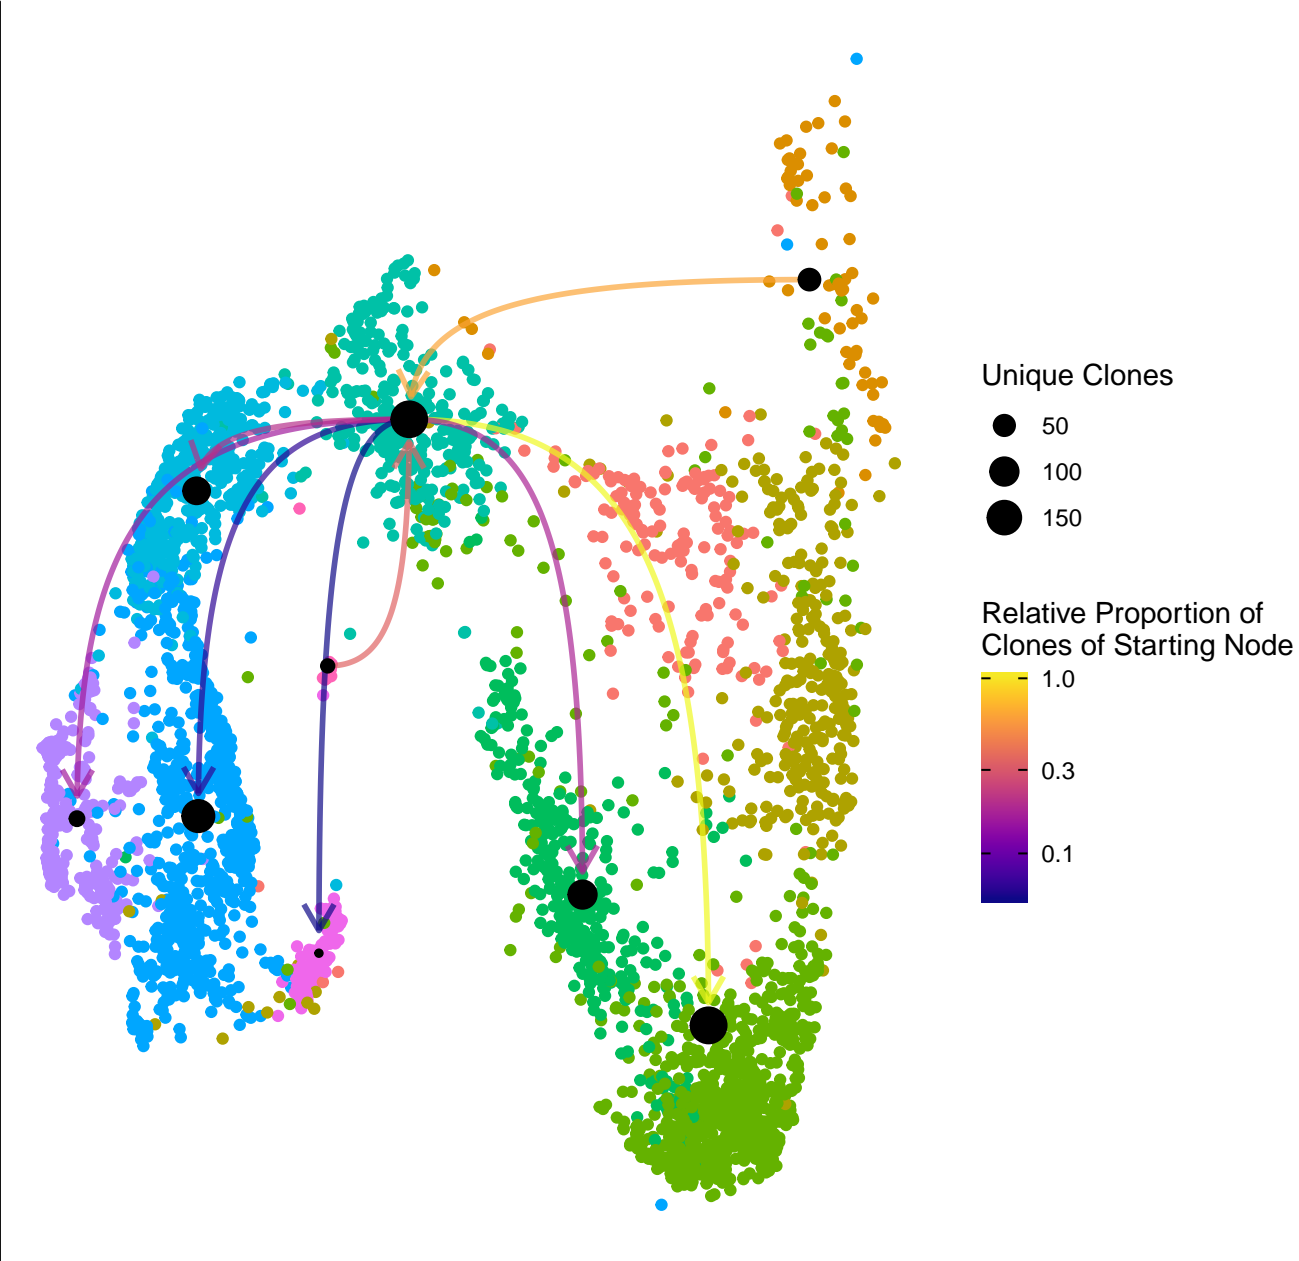 Unique Clones
50
100
150
Relative Proportion of
Clones of Starting Node
1.0
0.3
0.1